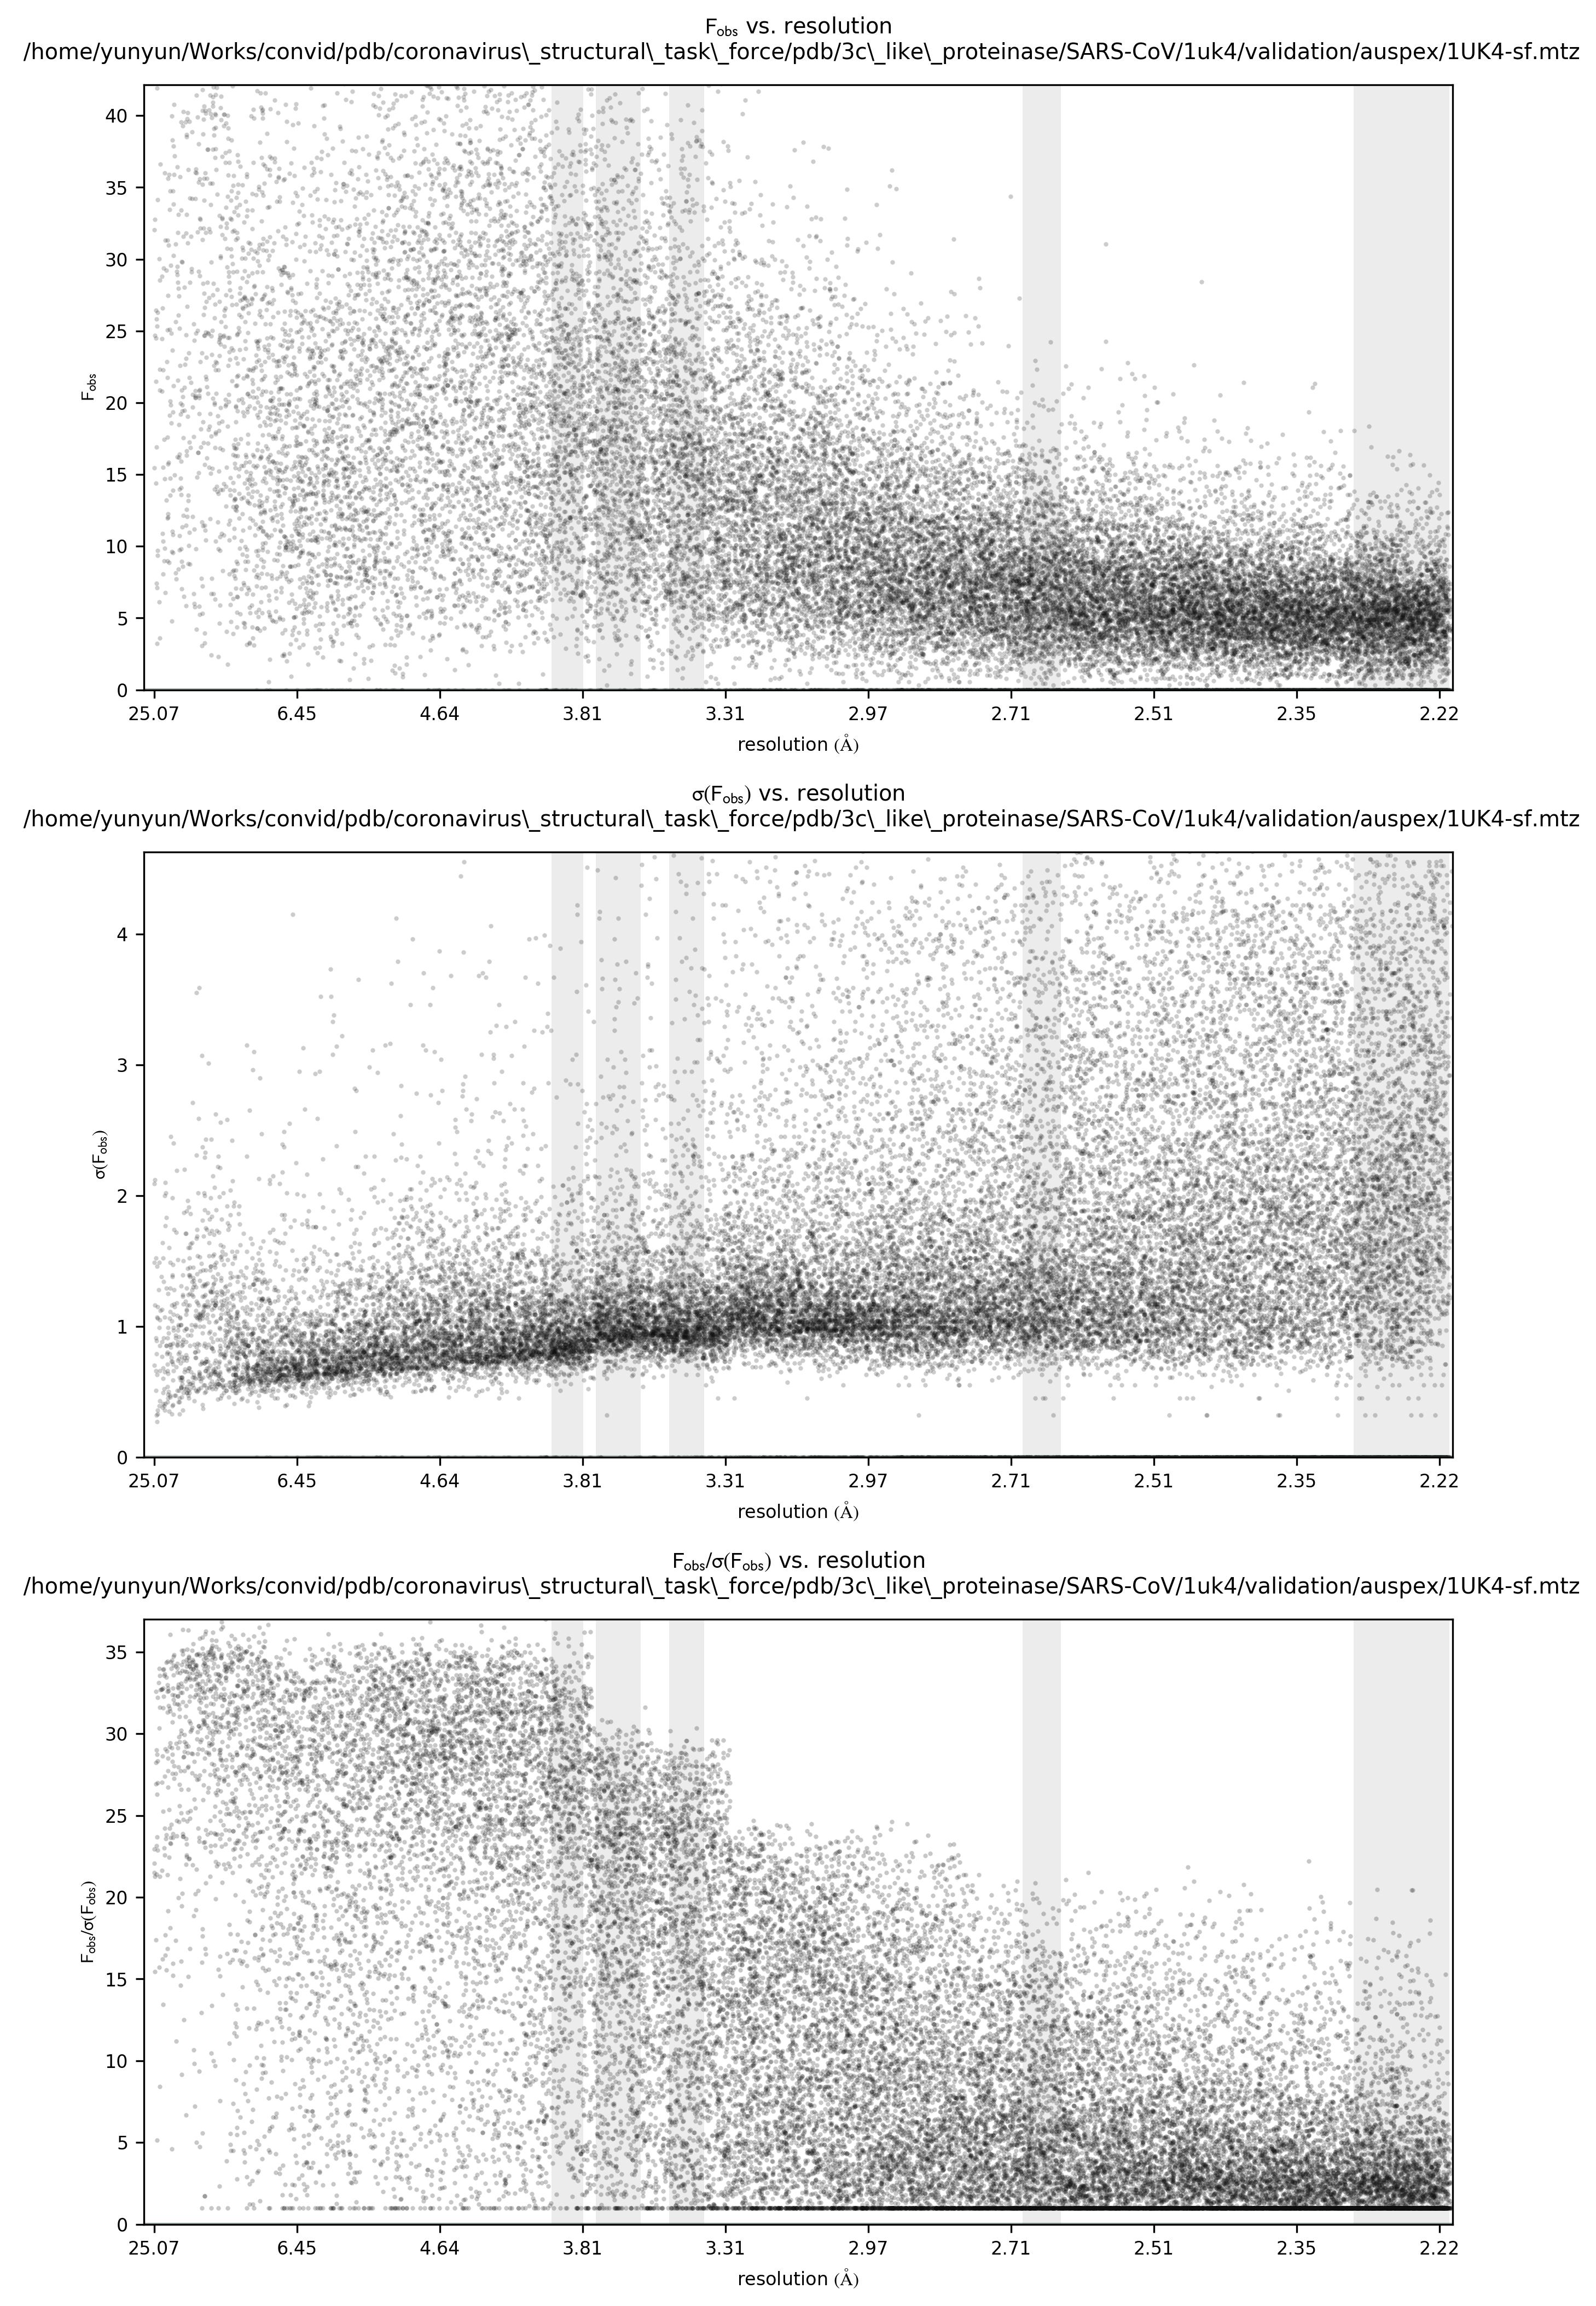 Fobs vs. resolution
/home/yunyun/Works/convid/pdb/coronavirus\_structural\_task\_force/pdb/3c\_like\_proteinase/SARS-CoV/1uk4/validation/auspex/1UK4-sf.mtz
40
35
30
25
20
15
10
5
0
Fobs
25.07 6.45 4.64 3.81 3.31 2.97 2.71 2.51 2.35 2.22
resolution (Å)
σ(Fobs) vs. resolution
/home/yunyun/Works/convid/pdb/coronavirus\_structural\_task\_force/pdb/3c\_like\_proteinase/SARS-CoV/1uk4/validation/auspex/1UK4-sf.mtz
4
3
2
1
0
σ(Fobs)
25.07 6.45 4.64 3.81 3.31 2.97 2.71 2.51 2.35 2.22
resolution (Å)
Fobs/σ(Fobs) vs. resolution
/home/yunyun/Works/convid/pdb/coronavirus\_structural\_task\_force/pdb/3c\_like\_proteinase/SARS-CoV/1uk4/validation/auspex/1UK4-sf.mtz
35
30
25
20
15
10
5
0
Fobs/σ(Fobs)
25.07 6.45 4.64 3.81 3.31 2.97 2.71 2.51 2.35 2.22
resolution (Å)